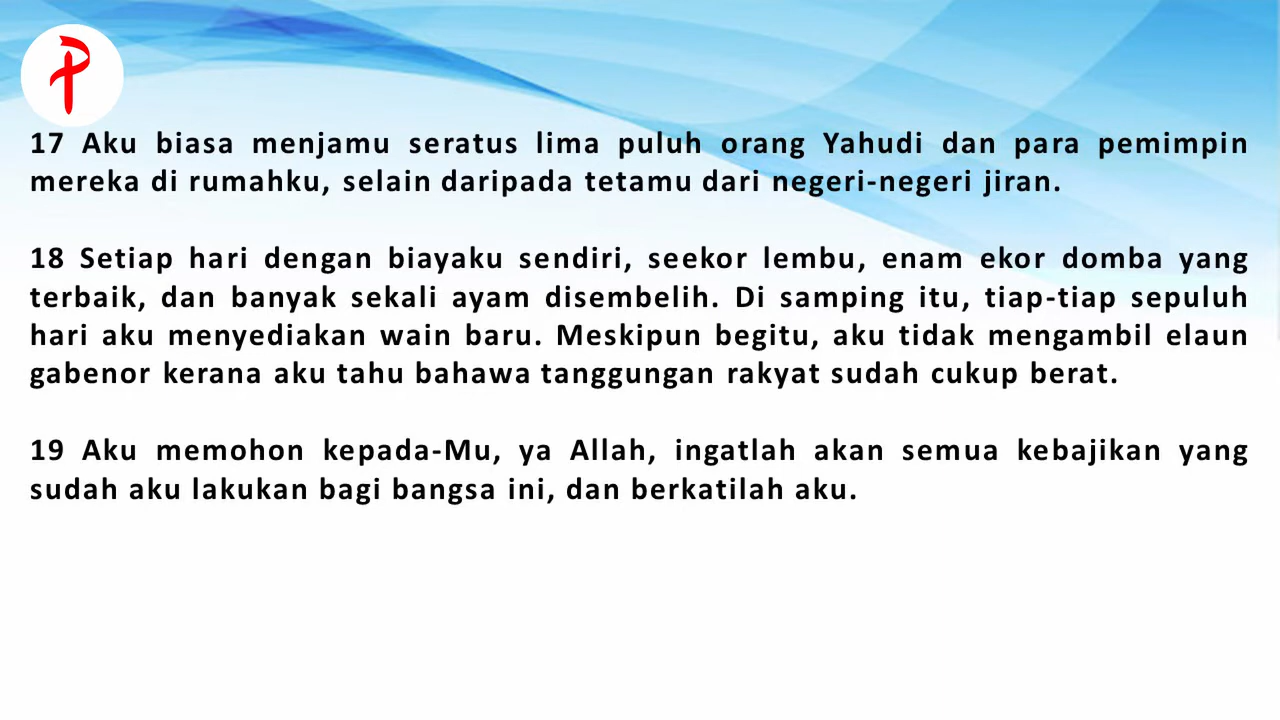 17 Aku biasa menjamu seratus lima puluh orang Yahudi dan para pemimpin
mereka di rumahku, selain daripada tetamu dari negeri-negeri jiran.
18 Setiap hari dengan biayaku sendiri, seekor lembu, enam ekor domba yang
terbaik, dan banyak sekali ayam disembelih. Di samping itu, tiap-tiap sepuluh
hari aku menyediakan wain baru. Meskipun begitu, aku tidak mengambil elaun
gabenor kerana aku tahu bahawa tanggungan rakyat sudah cukup berat.
19 Aku memohon kepada-Mu, ya Allah, ingatlah akan semua kebajikan yang
sudah aku lakukan bagi bangsa ini, dan berkatilah aku.